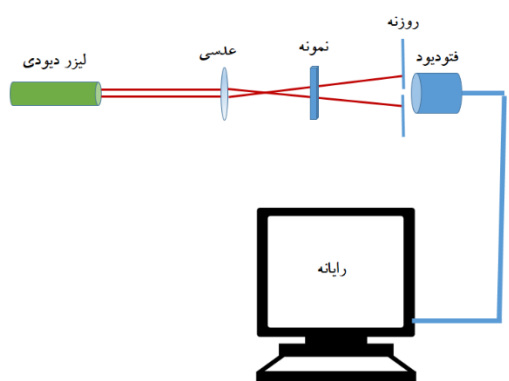 روزنه
فتودیود
نمونه
عدسی
لیزر دیودی
رایانه